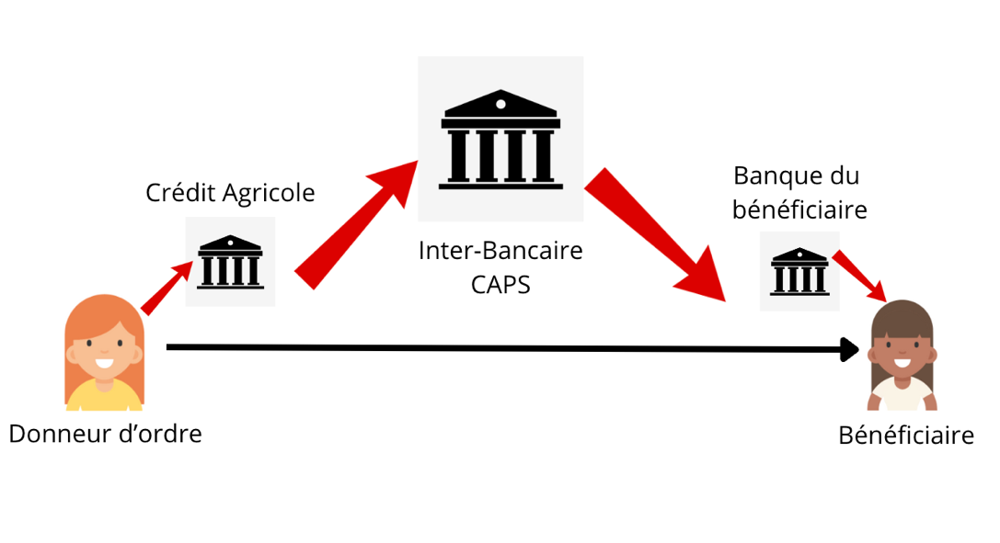 Crédit Agricole
Inter-Bancaire
CAPS
Banque du
bénéficiaire
Donneur d’ordre
Bénéficiaire